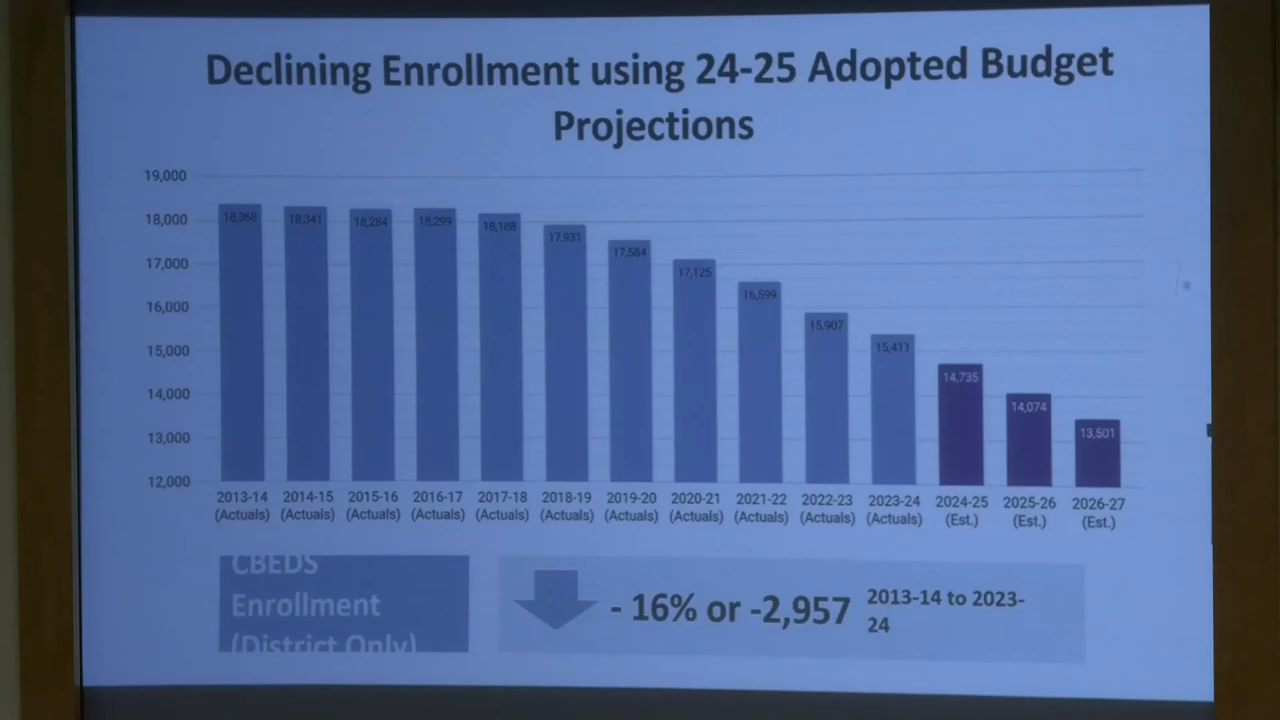 Declining Enrollment using 24-25 Adopted Budget
Projections
19,000
18,000
17,000
16,000
15,000
14,000
13,000
12,000
18,368
18,341
18,284
18,299
18,188
17,931
17,584
17,125
16,599
15,907
15,411
14,735
14,074
13,501
2013-14
(Actuals)
2014-15
(Actuals)
2015-16
(Actuals)
2016-17
(Actuals)
2017-18
(Actuals)
2018-19
(Actuals)
2019-20
(Actuals)
2020-21
(Actuals)
2021-22
(Actuals)
2022-23
(Actuals)
2023-24
(Actuals)
2024-25
(Est.)
2025-26
(Est.)
2026-27
(Est.)
CBEDS
Enrollment
(District Only)
- 16% or -2,957
2013-14 to 2023-
24